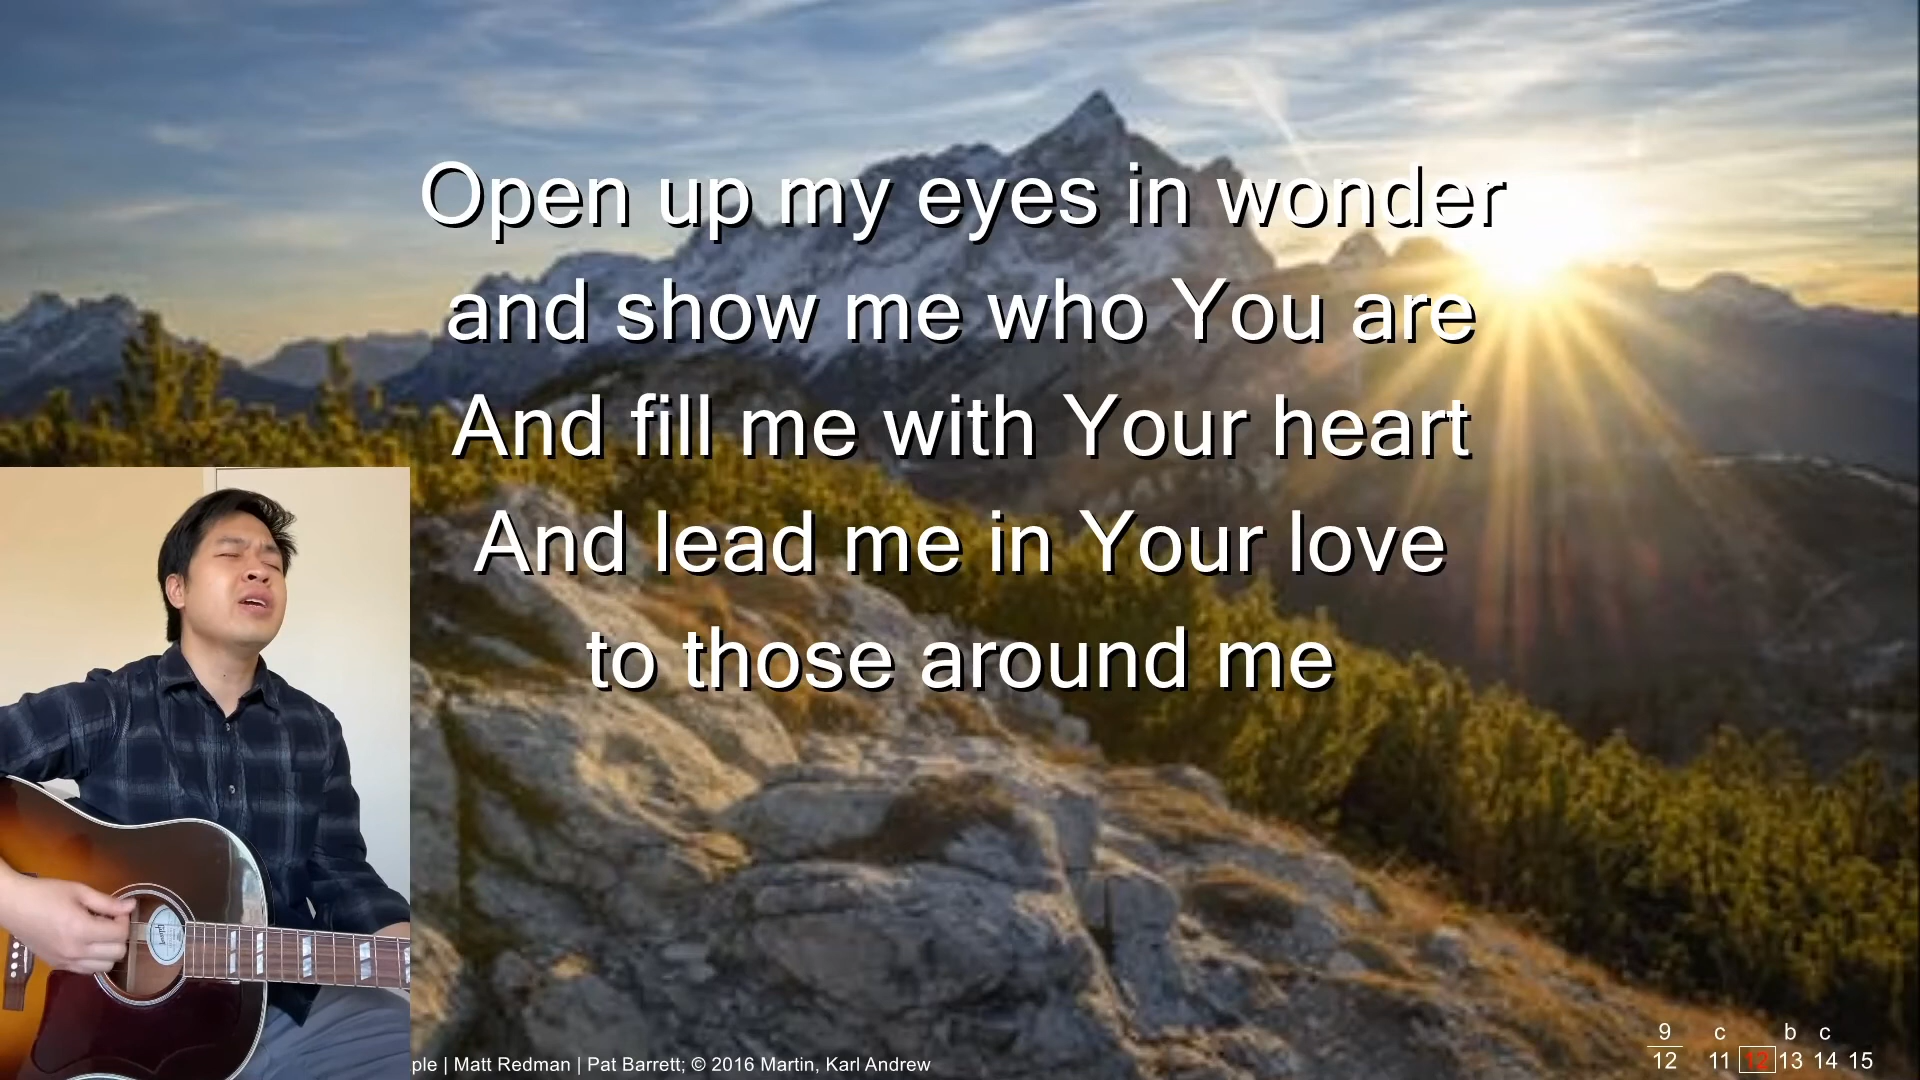 Open up my eyes in wonder
and show me who You are
And fill me with Your heart
And lead me in Your love
to those around me
ple | Matt Redman | Pat Barrett; © 2016 Martin, Karl Andrew
9 c b c
12 11 12 13 14 15